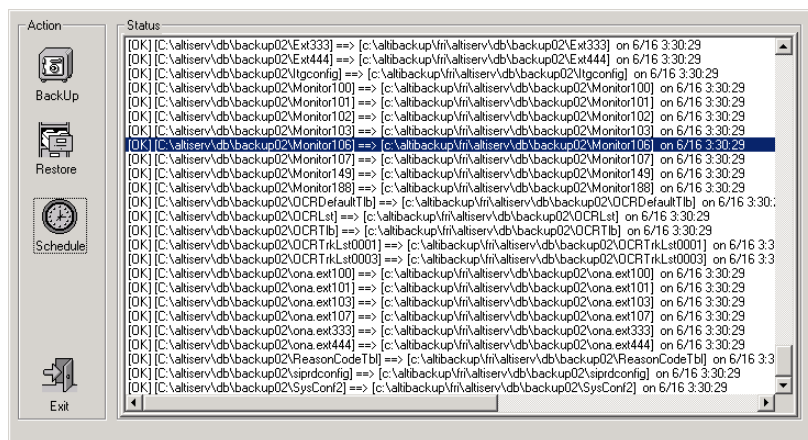 Action
BackUp
Restore
Schedule
Exit
Status
[OK] [C:\altiserv\db\backup02\Ext333] ==> [c:\altibackup\fri\altiserv\db\backup02\Ext333] on 6/16 3:30:29
[OK] [C:\altiserv\db\backup02\Ext444] ==> [c:\altibackup\fri\altiserv\db\backup02\Ext444] on 6/16 3:30:29
[OK] [C:\altiserv\db\backup02\Itgconfig] ==> [c:\altibackup\fri\altiserv\db\backup02\Itgconfig] on 6/16 3:30:29
[OK] [C:\altiserv\db\backup02\Monitor100] ==> [c:\altibackup\fri\altiserv\db\backup02\Monitor100] on 6/16 3:30:29
[OK] [C:\altiserv\db\backup02\Monitor101] ==> [c:\altibackup\fri\altiserv\db\backup02\Monitor101] on 6/16 3:30:29
[OK] [C:\altiserv\db\backup02\Monitor102] ==> [c:\altibackup\fri\altiserv\db\backup02\Monitor102] on 6/16 3:30:29
[OK] [C:\altiserv\db\backup02\Monitor103] ==> [c:\altibackup\fri\altiserv\db\backup02\Monitor103] on 6/16 3:30:29
[OK] [C:\altiserv\db\backup02\Monitor106] ==> [c:\altibackup\fri\altiserv\db\backup02\Monitor106] on 6/16 3:30:29
[OK] [C:\altiserv\db\backup02\Monitor107] ==> [c:\altibackup\fri\altiserv\db\backup02\Monitor107] on 6/16 3:30:29
[OK] [C:\altiserv\db\backup02\Monitor149] ==> [c:\altibackup\fri\altiserv\db\backup02\Monitor149] on 6/16 3:30:29
[OK] [C:\altiserv\db\backup02\Monitor188] ==> [c:\altibackup\fri\altiserv\db\backup02\Monitor188] on 6/16 3:30:29
[OK] [C:\altiserv\db\backup02\OCRDefaultTlb] ==> [c:\altibackup\fri\altiserv\db\backup02\OCRDefaultTlb] on 6/16 3:30:
[OK] [C:\altiserv\db\backup02\OCRLst] ==> [c:\altibackup\fri\altiserv\db\backup02\OCRLst] on 6/16 3:30:29
[OK] [C:\altiserv\db\backup02\OCRTlb] ==> [c:\altibackup\fri\altiserv\db\backup02\OCRTlb] on 6/16 3:30:29
[OK] [C:\altiserv\db\backup02\OCRTrkLst0001] ==> [c:\altibackup\fri\altiserv\db\backup02\OCRTrkLst0001] on 6/16 3:3
[OK] [C:\altiserv\db\backup02\OCRTrkLst0003] ==> [c:\altibackup\fri\altiserv\db\backup02\OCRTrkLst0003] on 6/16 3:3
[OK] [C:\altiserv\db\backup02\ona.ext100] ==> [c:\altibackup\fri\altiserv\db\backup02\ona.ext100] on 6/16 3:30:29
[OK] [C:\altiserv\db\backup02\ona.ext101] ==> [c:\altibackup\fri\altiserv\db\backup02\ona.ext101] on 6/16 3:30:29
[OK] [C:\altiserv\db\backup02\ona.ext103] ==> [c:\altibackup\fri\altiserv\db\backup02\ona.ext103] on 6/16 3:30:29
[OK] [C:\altiserv\db\backup02\ona.ext107] ==> [c:\altibackup\fri\altiserv\db\backup02\ona.ext107] on 6/16 3:30:29
[OK] [C:\altiserv\db\backup02\ona.ext333] ==> [c:\altibackup\fri\altiserv\db\backup02\ona.ext333] on 6/16 3:30:29
[OK] [C:\altiserv\db\backup02\ona.ext444] ==> [c:\altibackup\fri\altiserv\db\backup02\ona.ext444] on 6/16 3:30:29
[OK] [C:\altiserv\db\backup02\ReasonCodeTbl] ==> [c:\altibackup\fri\altiserv\db\backup02\ReasonCodeTbl] on 6/16 3:3
[OK] [C:\altiserv\db\backup02\siprdconfig] ==> [c:\altibackup\fri\altiserv\db\backup02\siprdconfig] on 6/16 3:30:29
[OK] [C:\altiserv\db\backup02\SysConf2] ==> [c:\altibackup\fri\altiserv\db\backup02\SysConf2] on 6/16 3:30:29